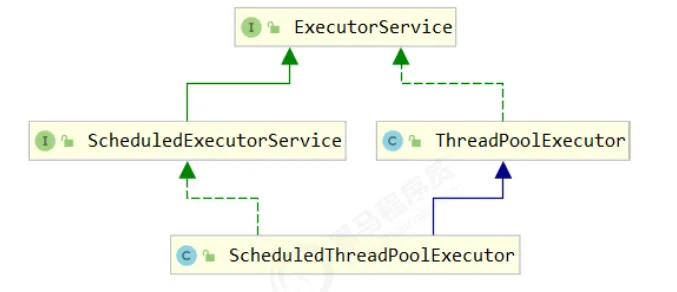 I ExecutorService
I ScheduledExecutorService
C ThreadPoolExecutor
C ScheduledThreadPoolExecutor